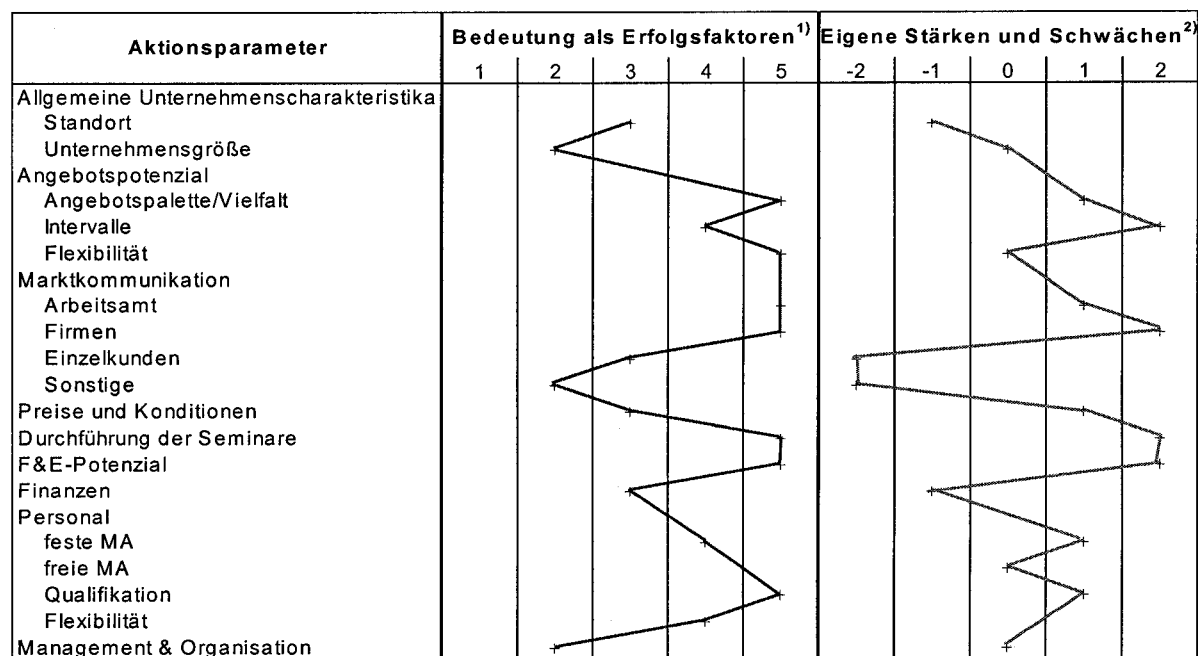 Aktionsparameter
Bedeutung als Erfolgsfaktoren1)
Eigene Stärken und Schwächen2)
1 2 3 4 5 -2 -1 0 1 2
Allgemeine Unternehmenscharakteristika
Standort
Unternehmensgröße
Angebotspotenzial
Angebotspalette/Vielfalt
Intervalle
Flexibilität
Marktkommunikation
Arbeitsamt
Firmen
Einzelkunden
Sonstige
Preise und Konditionen
Durchführung der Seminare
F&E-Potenzial
Finanzen
Personal
feste MA
freie MA
Qualifikation
Flexibilität
Management & Organisation